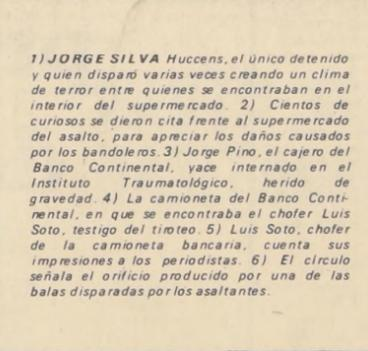 1) JORGE SILVA Huccens, el único detenido
y quien disparó varias veces creando un clima
de terror entre quienes se encontraban en el
interior del supermercado. 2) Cientos de
curiosos se dieron cita frente al supermercado
del asalto, para apreciar los daños causados
por los bandoleros. 3) Jorge Pino, el cajero del
Banco Continental, yace internado en el
Instituto Traumatológico, herido de
gravedad. 4) La camioneta del Banco Conti-
nental, en que se encontraba el chofer Luis
Soto, testigo del tiroteo. 5) Luis Soto, chofer
de la camioneta bancaria, cuenta sus
impresiones a los periodistas. 6) El círculo
señala el orificio producido por una de las
balas disparadas por los asaltantes.